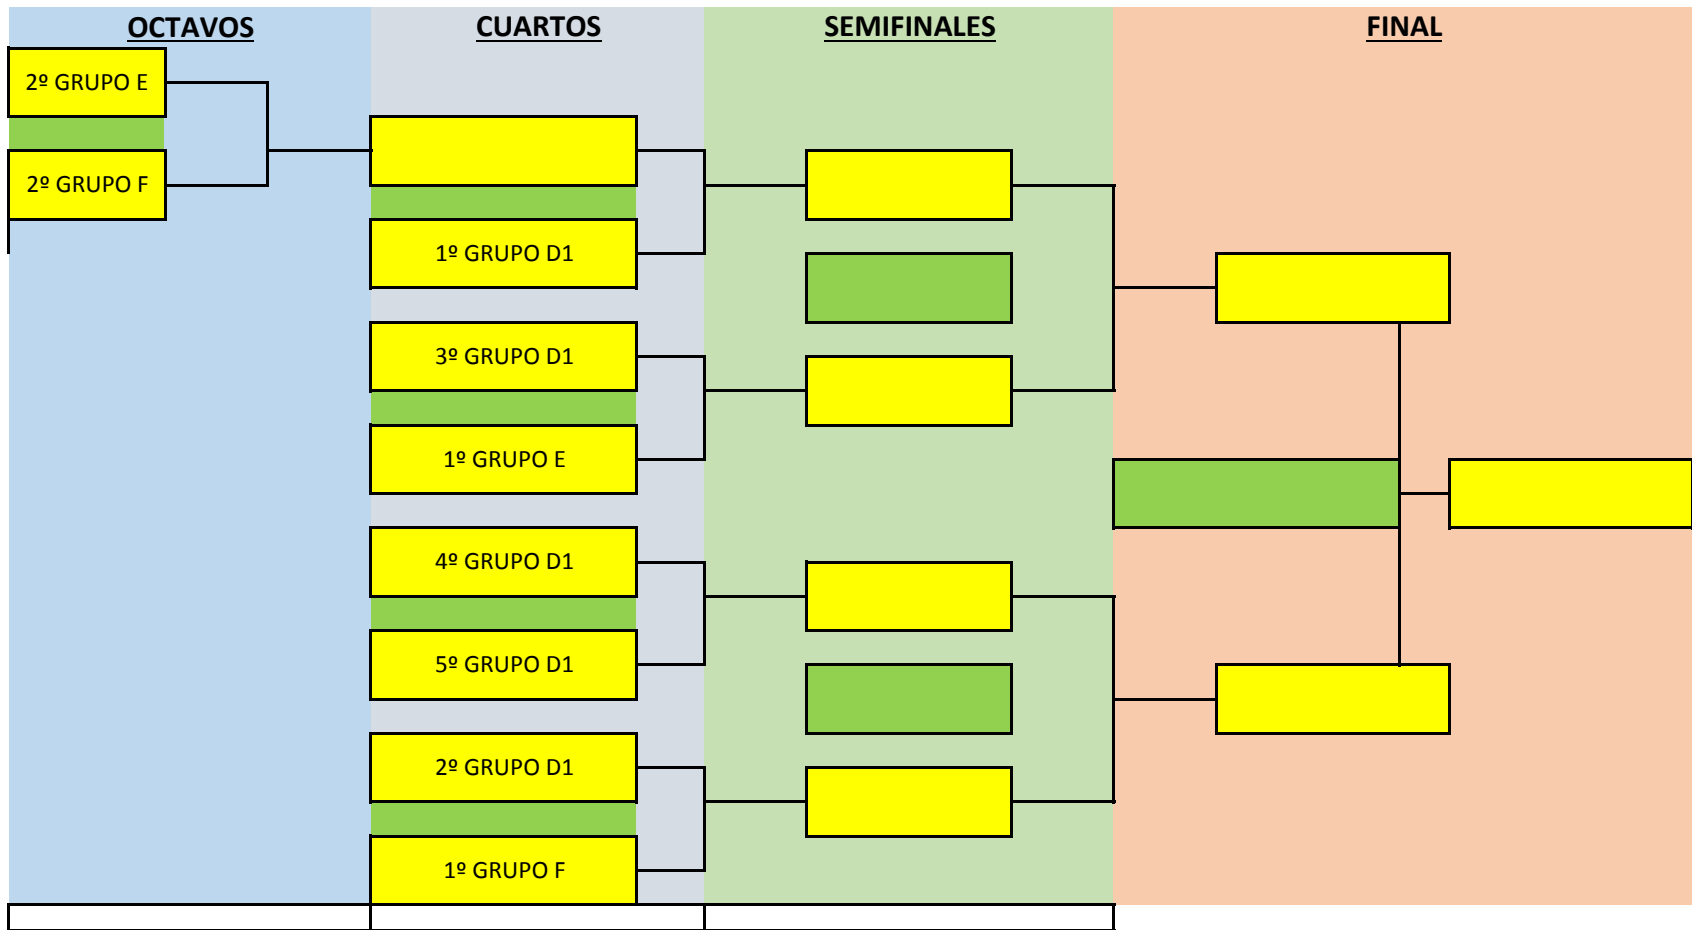 OCTAVOS
CUARTOS
SEMIFINALES
FINAL
2º GRUPO E
2º GRUPO F
1º GRUPO D1
3º GRUPO D1
1º GRUPO E
4º GRUPO D1
5º GRUPO D1
2º GRUPO D1
1º GRUPO F